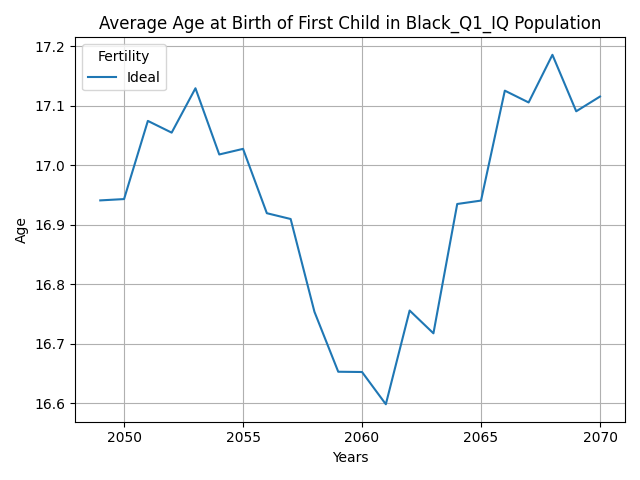 Average Age at Birth of First Child in Black_Q1_IQ Population
Fertility
Ideal
17.2
17.1
17.0
16.9
16.8
16.7
16.6
Age
2050 2055 2060 2065 2070
Years